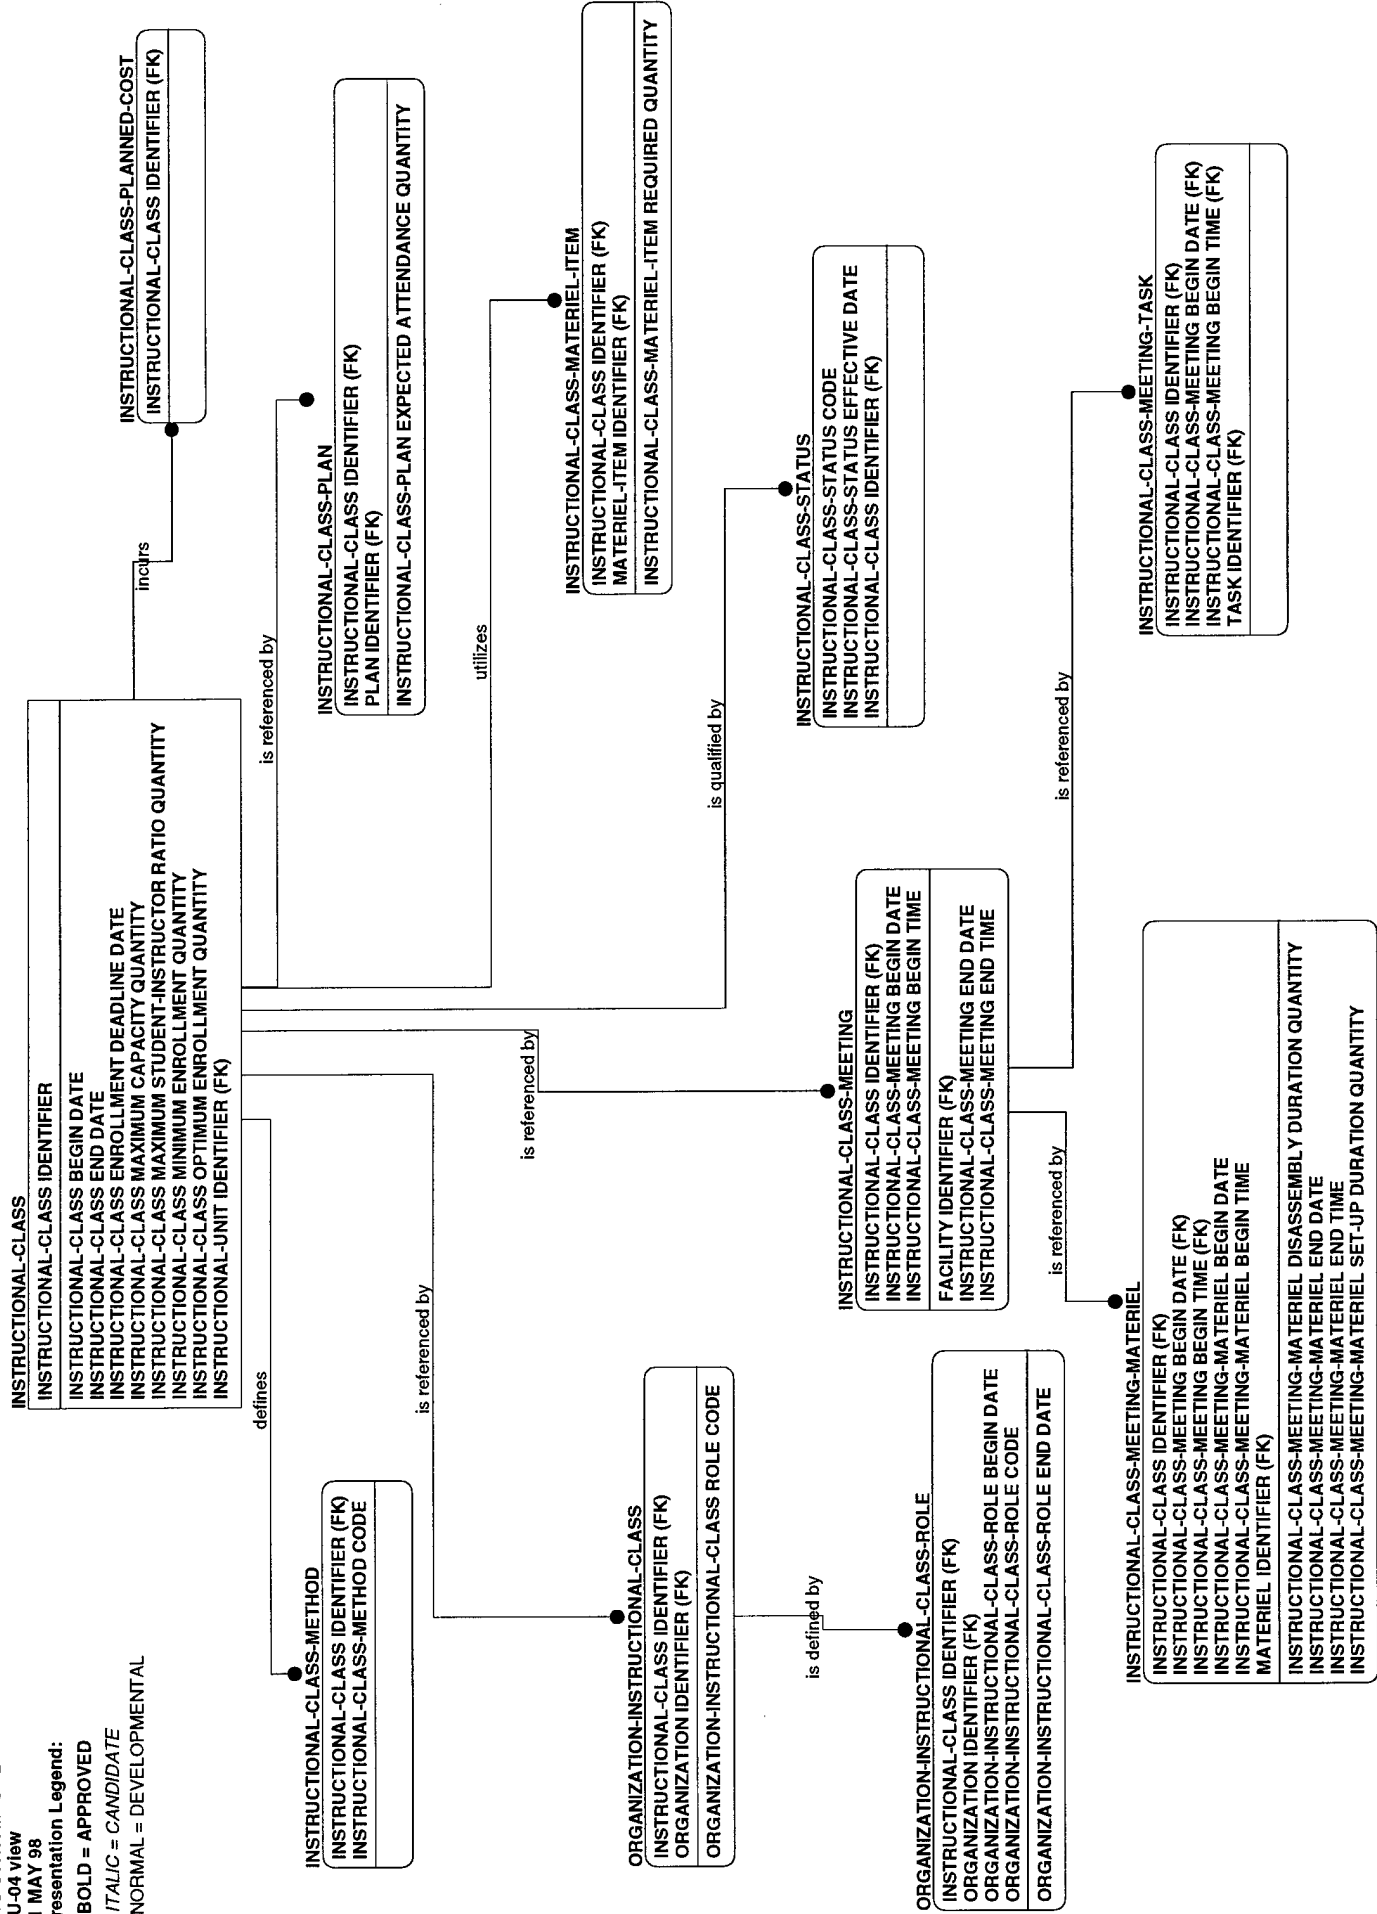 U-04 view
MAY 98
resentation Legend:
BOLD = APPROVED
ITALIC = CANDIDATE
NORMAL = DEVELOPMENTAL
INSTRUCTIONAL-CLASS
INSTRUCTIONAL-CLASS IDENTIFIER
INSTRUCTIONAL-CLASS BEGIN DATE
INSTRUCTIONAL-CLASS END DATE
INSTRUCTIONAL-CLASS ENROLLMENT DEADLINE DATE
INSTRUCTIONAL-CLASS MAXIMUM CAPACITY QUANTITY
INSTRUCTIONAL-CLASS MAXIMUM STUDENT-INSTRUCTOR RATIO QUANTITY
INSTRUCTIONAL-CLASS MINIMUM ENROLLMENT QUANTITY
INSTRUCTIONAL-CLASS OPTIMUM ENROLLMENT QUANTITY
INSTRUCTIONAL-UNIT IDENTIFIER (FK)
incurs
INSTRUCTIONAL-CLASS-PLANNED-COST
INSTRUCTIONAL-CLASS IDENTIFIER (FK)
defines
INSTRUCTIONAL-CLASS-METHOD
INSTRUCTIONAL-CLASS IDENTIFIER (FK)
INSTRUCTIONAL-CLASS-METHOD CODE
is referenced by
INSTRUCTIONAL-CLASS-PLAN
INSTRUCTIONAL-CLASS IDENTIFIER (FK)
PLAN IDENTIFIER (FK)
INSTRUCTIONAL-CLASS-PLAN EXPECTED ATTENDANCE QUANTITY
is referenced by
ORGANIZATION-INSTRUCTIONAL-CLASS
INSTRUCTIONAL-CLASS IDENTIFIER (FK)
ORGANIZATION IDENTIFIER (FK)
ORGANIZATION-INSTRUCTIONAL-CLASS ROLE CODE
utilizes
INSTRUCTIONAL-CLASS-MATERIEL-ITEM
INSTRUCTIONAL-CLASS IDENTIFIER (FK)
MATERIEL-ITEM IDENTIFIER (FK)
INSTRUCTIONAL-CLASS-MATERIEL-ITEM REQUIRED QUANTITY
is referenced by
INSTRUCTIONAL-CLASS-MEETING
INSTRUCTIONAL-CLASS IDENTIFIER (FK)
INSTRUCTIONAL-CLASS-MEETING BEGIN DATE
INSTRUCTIONAL-CLASS-MEETING BEGIN TIME
FACILITY IDENTIFIER (FK)
INSTRUCTIONAL-CLASS-MEETING END DATE
INSTRUCTIONAL-CLASS-MEETING END TIME
is qualified by
INSTRUCTIONAL-CLASS-STATUS
INSTRUCTIONAL-CLASS-STATUS CODE
INSTRUCTIONAL-CLASS-STATUS EFFECTIVE DATE
INSTRUCTIONAL-CLASS IDENTIFIER (FK)
is defined by
ORGANIZATION-INSTRUCTIONAL-CLASS-ROLE
INSTRUCTIONAL-CLASS IDENTIFIER (FK)
ORGANIZATION IDENTIFIER (FK)
ORGANIZATION-INSTRUCTIONAL-CLASS-ROLE BEGIN DATE
ORGANIZATION-INSTRUCTIONAL-CLASS-ROLE CODE
ORGANIZATION-INSTRUCTIONAL-CLASS-ROLE END DATE
is referenced by
INSTRUCTIONAL-CLASS-MEETING-MATERIEL
INSTRUCTIONAL-CLASS IDENTIFIER (FK)
INSTRUCTIONAL-CLASS-MEETING BEGIN DATE (FK)
INSTRUCTIONAL-CLASS-MEETING BEGIN TIME (FK)
INSTRUCTIONAL-CLASS-MEETING-MATERIEL BEGIN DATE
INSTRUCTIONAL-CLASS-MEETING-MATERIEL BEGIN TIME
MATERIEL IDENTIFIER (FK)
INSTRUCTIONAL-CLASS-MEETING-MATERIEL DISASSEMBLY DURATION QUANTITY
INSTRUCTIONAL-CLASS-MEETING-MATERIEL END DATE
INSTRUCTIONAL-CLASS-MEETING-MATERIEL END TIME
INSTRUCTIONAL-CLASS-MEETING-MATERIEL SET-UP DURATION QUANTITY
is referenced by
INSTRUCTIONAL-CLASS-MEETING-TASK
INSTRUCTIONAL-CLASS IDENTIFIER (FK)
INSTRUCTIONAL-CLASS-MEETING BEGIN DATE (FK)
INSTRUCTIONAL-CLASS-MEETING BEGIN TIME (FK)
TASK IDENTIFIER (FK)